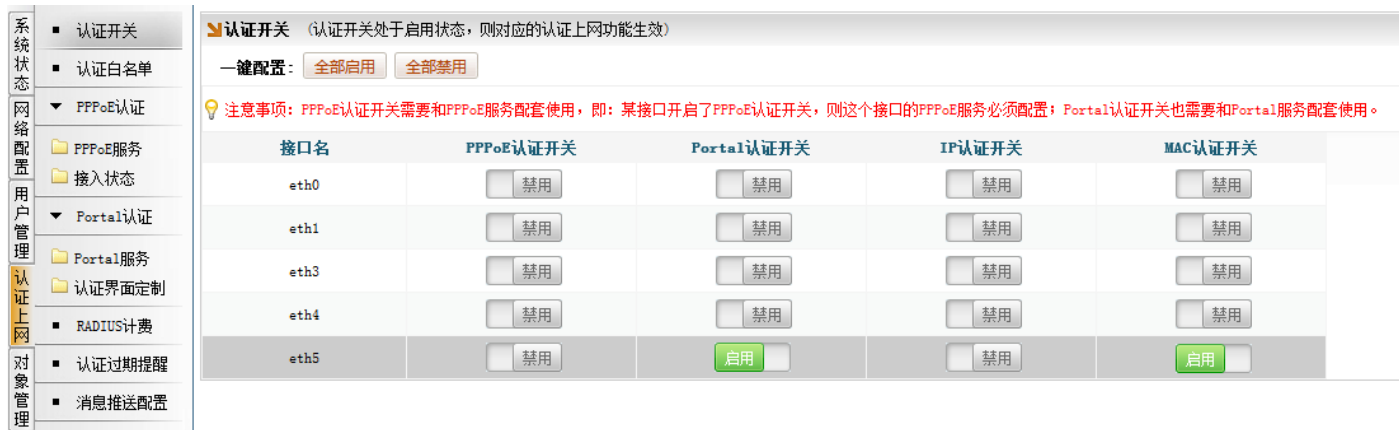 系统状态
网络配置
用户管理
认证上网
对象管理
认证开关
认证白名单
PPPoE认证
PPPoE服务
接入状态
Portal认证
Portal服务
认证界面定制
RADIUS计费
认证过期提醒
消息推送配置
认证开关 (认证开关处于启用状态，则对应的认证上网功能生效)
一键配置： 全部启用 全部禁用
注意事项：PPPoE认证开关需要和PPPoE服务配套使用，即：某接口开启了PPPoE认证开关，则这个接口的PPPoE服务必须配置；Portal认证开关也需要和Portal服务配套使用。
接口名 PPPoE认证开关 Portal认证开关 IP认证开关 MAC认证开关
eth0 禁用 禁用 禁用 禁用
eth1 禁用 禁用 禁用 禁用
eth3 禁用 禁用 禁用 禁用
eth4 禁用 禁用 禁用 禁用
eth5 禁用 启用 禁用 启用